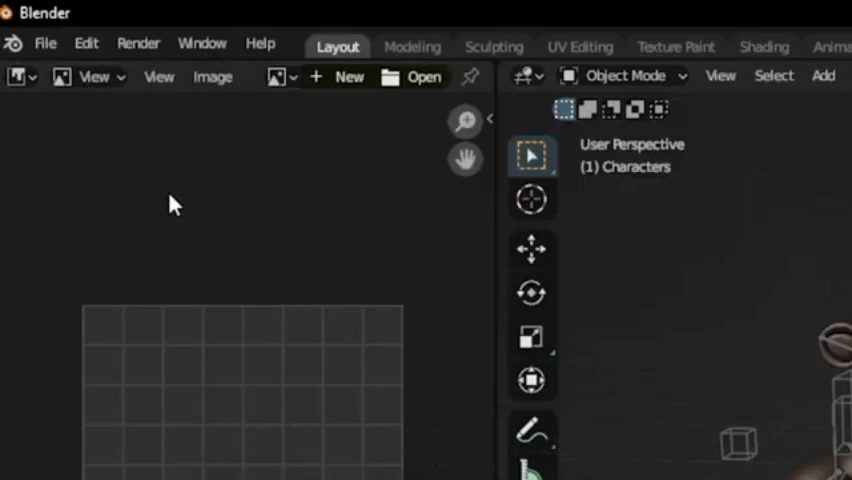 Blender
File Edit Render Window Help Layout Modeling Sculpting UV Editing Texture Paint Shading Anima
View View Image New Open Object Mode View Select Add
User Perspective
(1) Characters